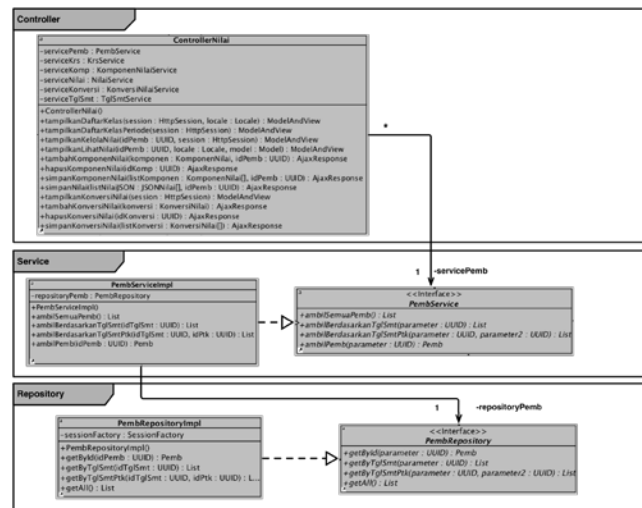 Controller
ControllerNilai
-servicePemb : PembService
-serviceKrs : KrsService
-serviceKomp : KomponenNilaiService
-serviceNilai : NilaiService
-serviceKonversi : KonversiNilaiService
-serviceTglSmt : TglSmtService
+ControllerNilai()
+tampilkanDaftarKelas(session : HttpSession, locale : Locale) : ModelAndView
+tampilkanDaftarKelasPeriode(session : HttpSession) : ModelAndView
+tampilkanKelolaNilai(idPemb : UUID, session : HttpSession) : ModelAndView
+tampilkanLihatNilai(idPemb : UUID, locale : Locale, model : Model) : ModelAndView
+tambahKomponenNilai(komponen : KomponenNilai, idPemb : UUID) : AjaxResponse
+hapusKomponenNilai(idKomp : UUID) : AjaxResponse
+simpanKomponenNilai(listKomponen : KomponenNilai[], idPemb : UUID) : AjaxResponse
+simpanNilai(listNilaiJSON : JSONNilai[], idPemb : UUID) : AjaxResponse
+tampilkanKonversiNilai(session : HttpSession) : ModelAndView
+tambahKonversiNilai(konversi : KonversiNilai) : AjaxResponse
+hapusKonversiNilai(idKonversi : UUID) : AjaxResponse
+simpanKonversiNilai(listKonversi : KonversiNilai[]) : AjaxResponse
*
1 -servicePemb
Service
PembServiceImpl
-repositoryPemb : PembRepository
+PembServiceImpl()
+ambilSemuaPemb() : List
+ambilBerdasarkanTglSmt(idTglSmt : UUID) : List
+ambilBerdasarkanTglSmtPtk(idTglSmt : UUID, idPtk : UUID) : List
+ambilPemb(idPemb : UUID) : Pemb
<<Interface>>
PembService
+ambilSemuaPemb() : List
+ambilBerdasarkanTglSmt(parameter : UUID) : List
+ambilBerdasarkanTglSmtPtk(parameter : UUID, parameter2 : UUID) : List
+ambilPemb(parameter : UUID) : Pemb
1 -repositoryPemb
Repository
PembRepositoryImpl
-sessionFactory : SessionFactory
+PembRepositoryImpl()
+getById(idPemb : UUID) : Pemb
+getByTglSmt(idTglSmt : UUID) : List
+getByTglSmtPtk(idTglSmt : UUID, idPtk : UUID) : L...
+getAll() : List
<<Interface>>
PembRepository
+getById(parameter : UUID) : Pemb
+getByTglSmt(parameter : UUID) : List
+getByTglSmtPtk(parameter : UUID, parameter2 : UUID) : List
+getAll() : List